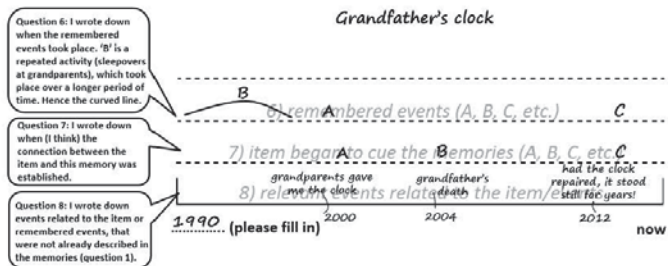 Grandfather's clock
Question 6: I wrote down
when the remembered
events took place. 'B' is a
repeated activity (sleepovers
at grandparents), which took
place over a longer period of
time. Hence the curved line.
B
6) remembered events (A, B, C, etc.)
A
C
Question 7: I wrote down
when (I think) the
connection between the
item and this memory was
established.
7) item began to cue the memories (A, B, C, etc.)
A
B
C
Question 8: I wrote down
events related to the item or
remembered events, that
were not already described in
the memories (question 1).
grandparents gave
me the clock
grandfather's
death
had the clock
repaired, it stood
still for years!
8) relevant events related to the item/events
1990 (please fill in)
2000
2004
2012
now